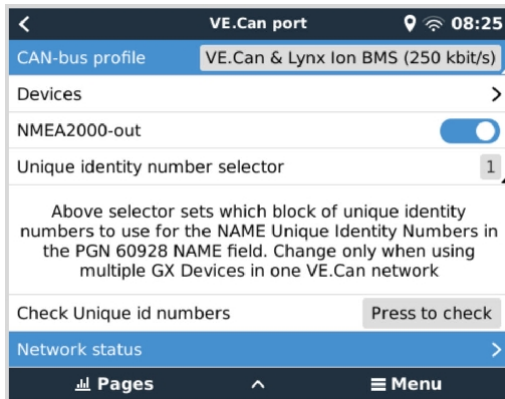 VE.Can port 08:25
CAN-bus profile VE.Can & Lynx Ion BMS (250 kbit/s)
Devices
NMEA2000-out
Unique identity number selector 1
Above selector sets which block of unique identity
numbers to use for the NAME Unique Identity Numbers in
the PGN 60928 NAME field. Change only when using
multiple GX Devices in one VE.Can network
Check Unique id numbers Press to check
Network status
Pages Menu